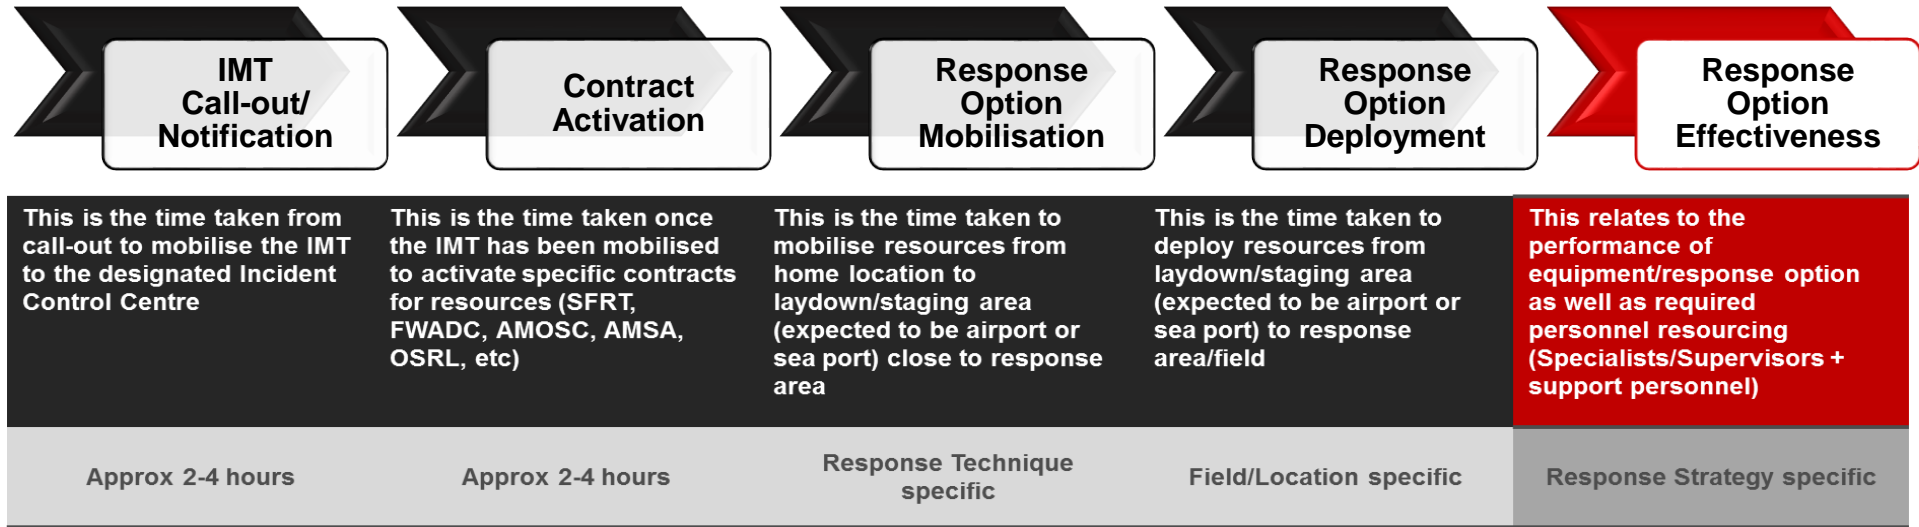 IMT
Call-out/
Notification
Contract
Activation
Response
Option
Mobilisation
Response
Option
Deployment
Response
Option
Effectiveness
This is the time taken from
call-out to mobilise the IMT
to the designated Incident
Control Centre
This is the time taken once
the IMT has been mobilised
to activate specific contracts
for resources (SFRT,
FWADC, AMOSC, AMSA,
OSRL, etc)
This is the time taken to
mobilise resources from
home location to
laydown/staging area
(expected to be airport or
sea port) close to response
area
This is the time taken to
deploy resources from
laydown/staging area
(expected to be airport or
sea port) to response
area/field
This relates to the
performance of
equipment/response option
as well as required
personnel resourcing
(Specialists/Supervisors +
support personnel)
Approx 2-4 hours
Approx 2-4 hours
Response Technique
specific
Field/Location specific
Response Strategy specific